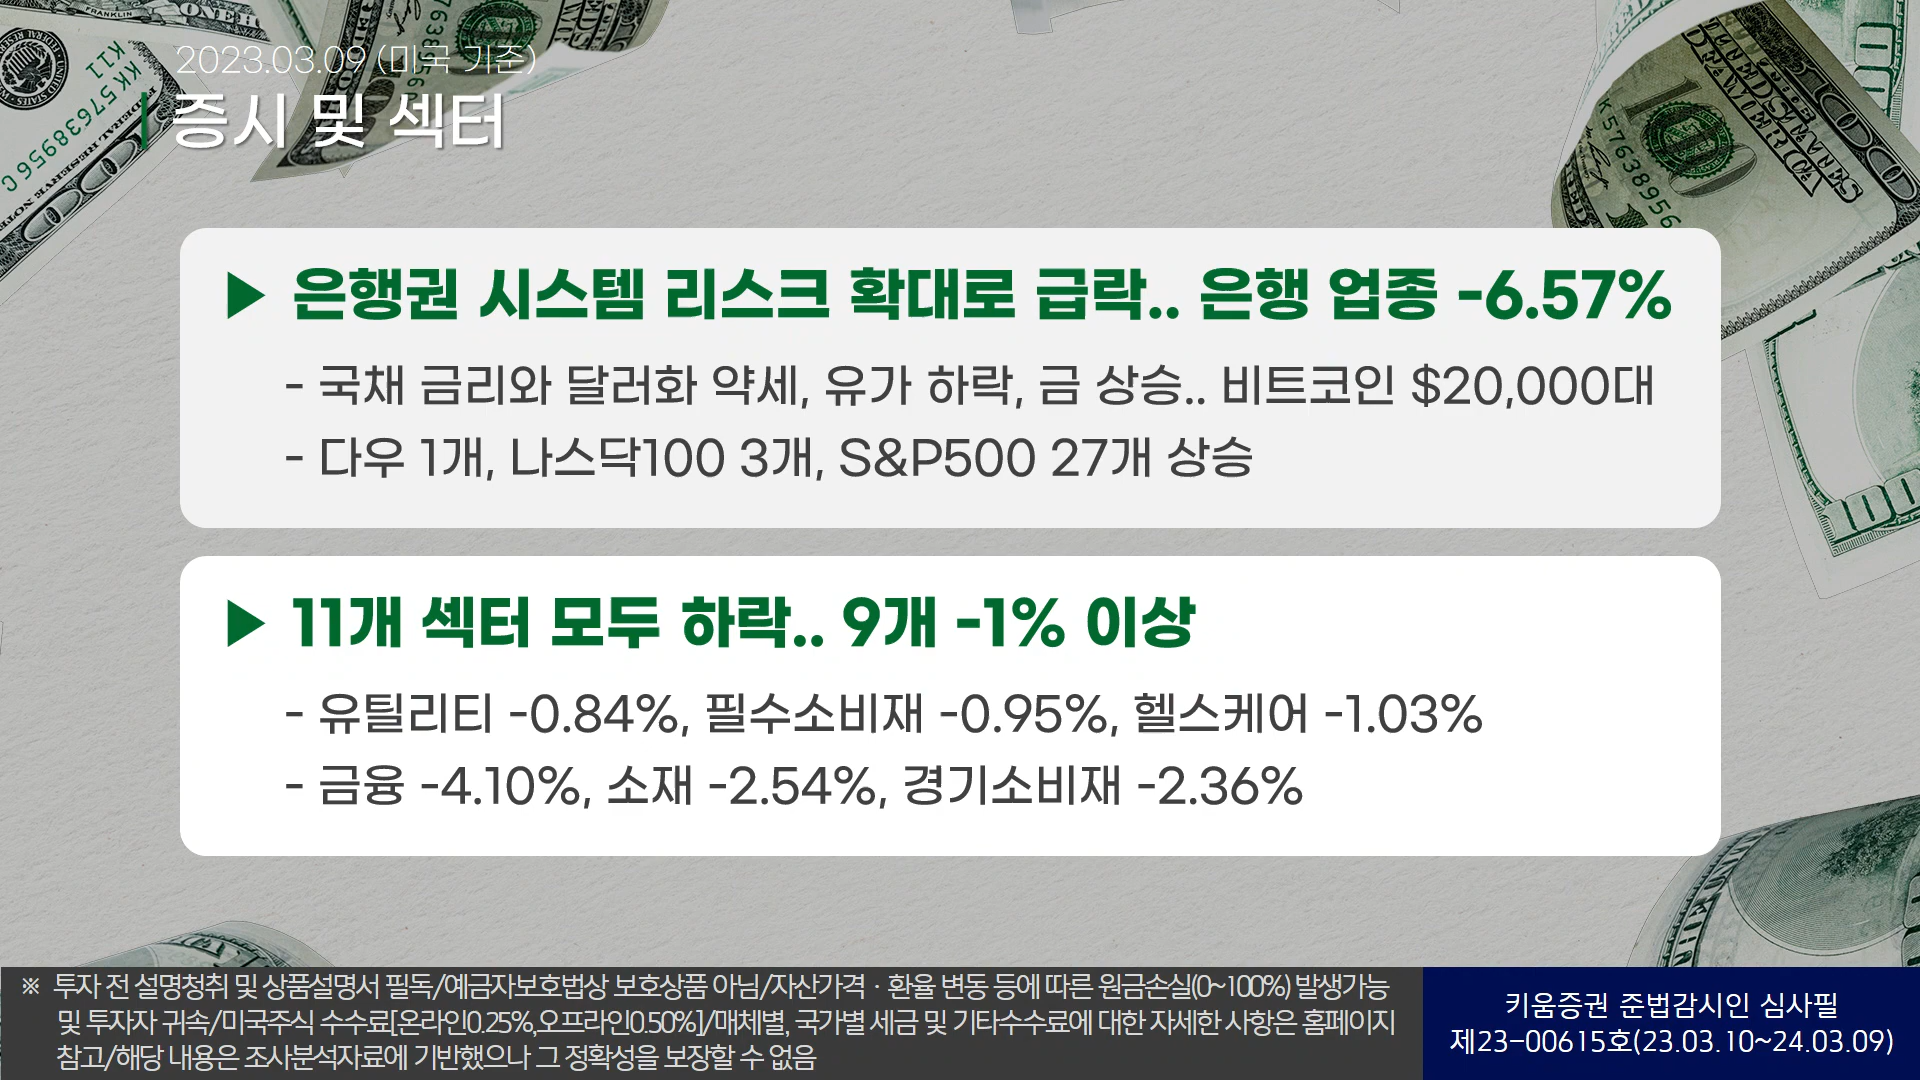 2023.03.09 (미국 기준)
증시 및 섹터
▶ 은행권 시스템 리스크 확대로 급락.. 은행 업종 -6.57%
- 국채 금리와 달러화 약세, 유가 하락, 금 상승.. 비트코인 $20,000대
- 다우 1개, 나스닥100 3개, S&P500 27개 상승
▶ 11개 섹터 모두 하락.. 9개 -1% 이상
- 유틸리티 -0.84%, 필수소비재 -0.95%, 헬스케어 -1.03%
- 금융 -4.10%, 소재 -2.54%, 경기소비재 -2.36%
※ 투자 전 설명청취 및 상품설명서 필독/예금자보호법상 보호상품 아님/자산가격 · 환율 변동 등에 따른 원금손실(0~100%) 발생가능
및 투자자 귀속/미국주식 수수료[온라인0.25%,오프라인0.50%]/매체별, 국가별 세금 및 기타수수료에 대한 자세한 사항은 홈페이지
참고/해당 내용은 조사분석자료에 기반했으나 그 정확성을 보장할 수 없음
키움증권 준법감시인 심사필
제23-00615호(23.03.10~24.03.09)